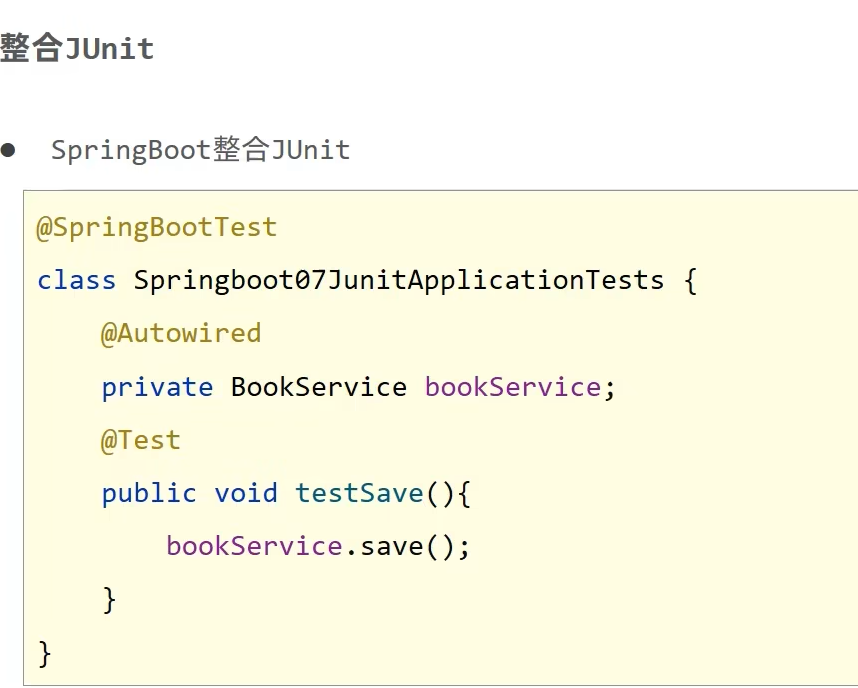 整合JUnit
● SpringBoot整合JUnit
@SpringBootTest
class Springboot07JunitApplicationTests {
    @Autowired
    private BookService bookService;
    @Test
    public void testSave(){
        bookService.save();
    }
}